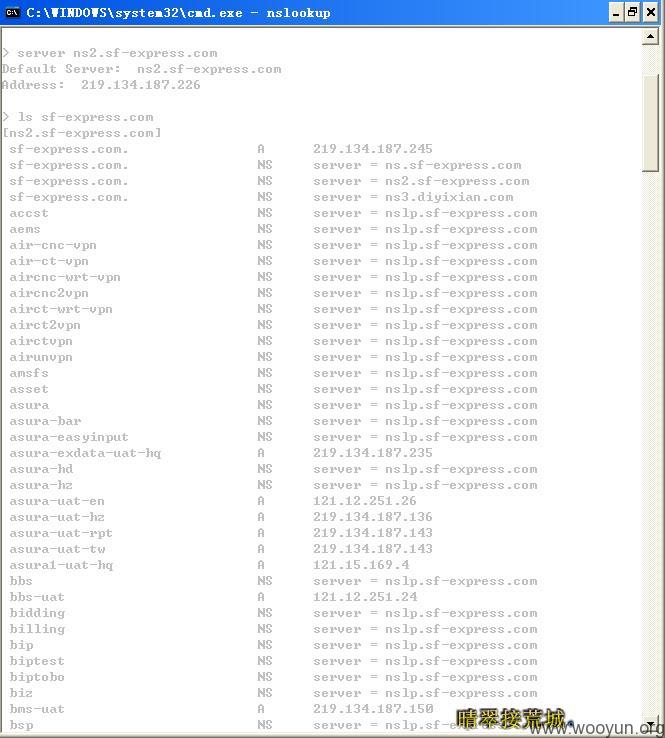 C:\WINDOWS\system32\cmd.exe - nslookup
> server ns2.sf-express.com
Default Server: ns2.sf-express.com
Address: 219.134.187.226
> ls sf-express.com
[ns2.sf-express.com]
sf-express.com. A 219.134.187.245
sf-express.com. NS server = ns.sf-express.com
sf-express.com. NS server = ns2.sf-express.com
sf-express.com. NS server = ns3.diyixian.com
accst NS server = nslp.sf-express.com
aems NS server = nslp.sf-express.com
air-cnc-vpn NS server = nslp.sf-express.com
air-ct-vpn NS server = nslp.sf-express.com
aircnc-wrt-vpn NS server = nslp.sf-express.com
aircnc2vpn NS server = nslp.sf-express.com
airct-wrt-vpn NS server = nslp.sf-express.com
airct2vpn NS server = nslp.sf-express.com
airctvpn NS server = nslp.sf-express.com
airunvpn NS server = nslp.sf-express.com
amsfs NS server = nslp.sf-express.com
asset NS server = nslp.sf-express.com
asura NS server = nslp.sf-express.com
asura-bar NS server = nslp.sf-express.com
asura-easyinput NS server = nslp.sf-express.com
asura-exdata-uat-hq A 219.134.187.235
asura-hd NS server = nslp.sf-express.com
asura-hz NS server = nslp.sf-express.com
asura-uat-en A 121.12.251.26
asura-uat-hz A 219.134.187.136
asura-uat-rpt A 219.134.187.143
asura-uat-tw A 219.134.187.143
asura1-uat-hq A 121.15.169.4
bbs NS server = nslp.sf-express.com
bbs-uat A 121.12.251.24
bidding NS server = nslp.sf-express.com
billing NS server = nslp.sf-express.com
bip NS server = nslp.sf-express.com
biptest NS server = nslp.sf-express.com
biptobo NS server = nslp.sf-express.com
biz NS server = nslp.sf-express.com
bms-uat A 219.134.187.150
bsp NS server = nslp.sf-express.com
晴翠接荒城.
www.wooyun.org